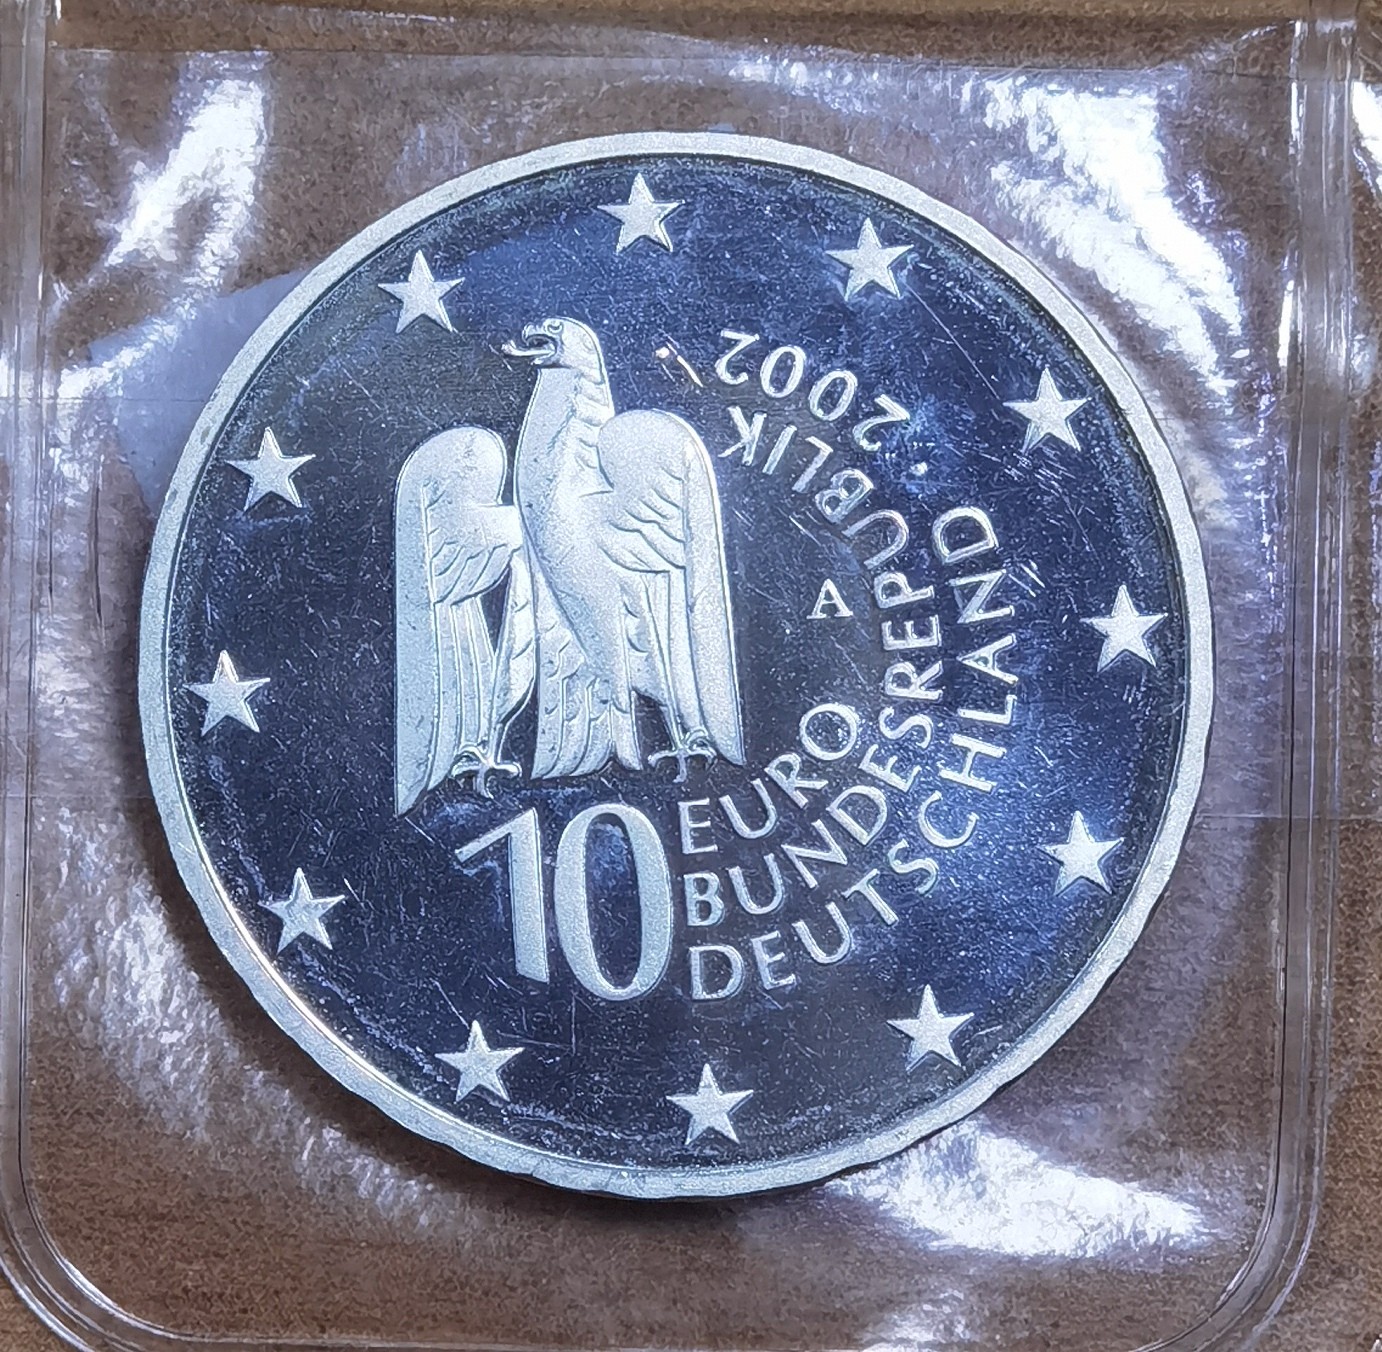 10 EURO
BUNDESREPUBLIK
DEUTSCHLAND · 2002
A